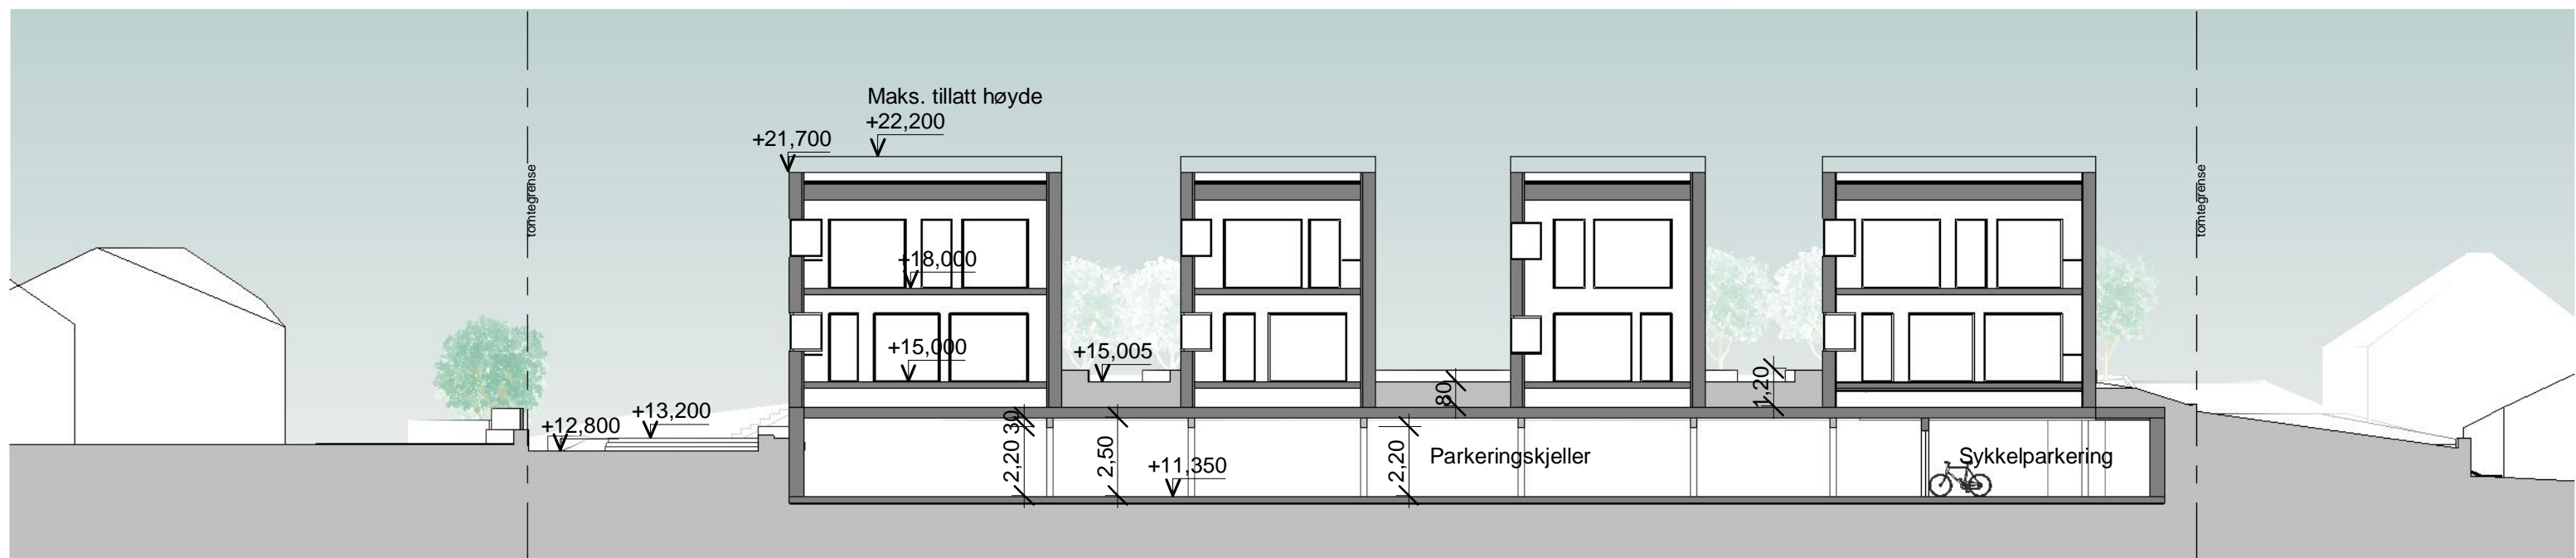 Maks. tillatt høyde
+22,200
+21,700
tomtegrense
tomtegrense
+18,000
+15,000
+15,005
+13,200
+12,800
80
1,20
30
2,20
2,50
2,20
+11,350
Parkeringskjeller
Sykkelparkering